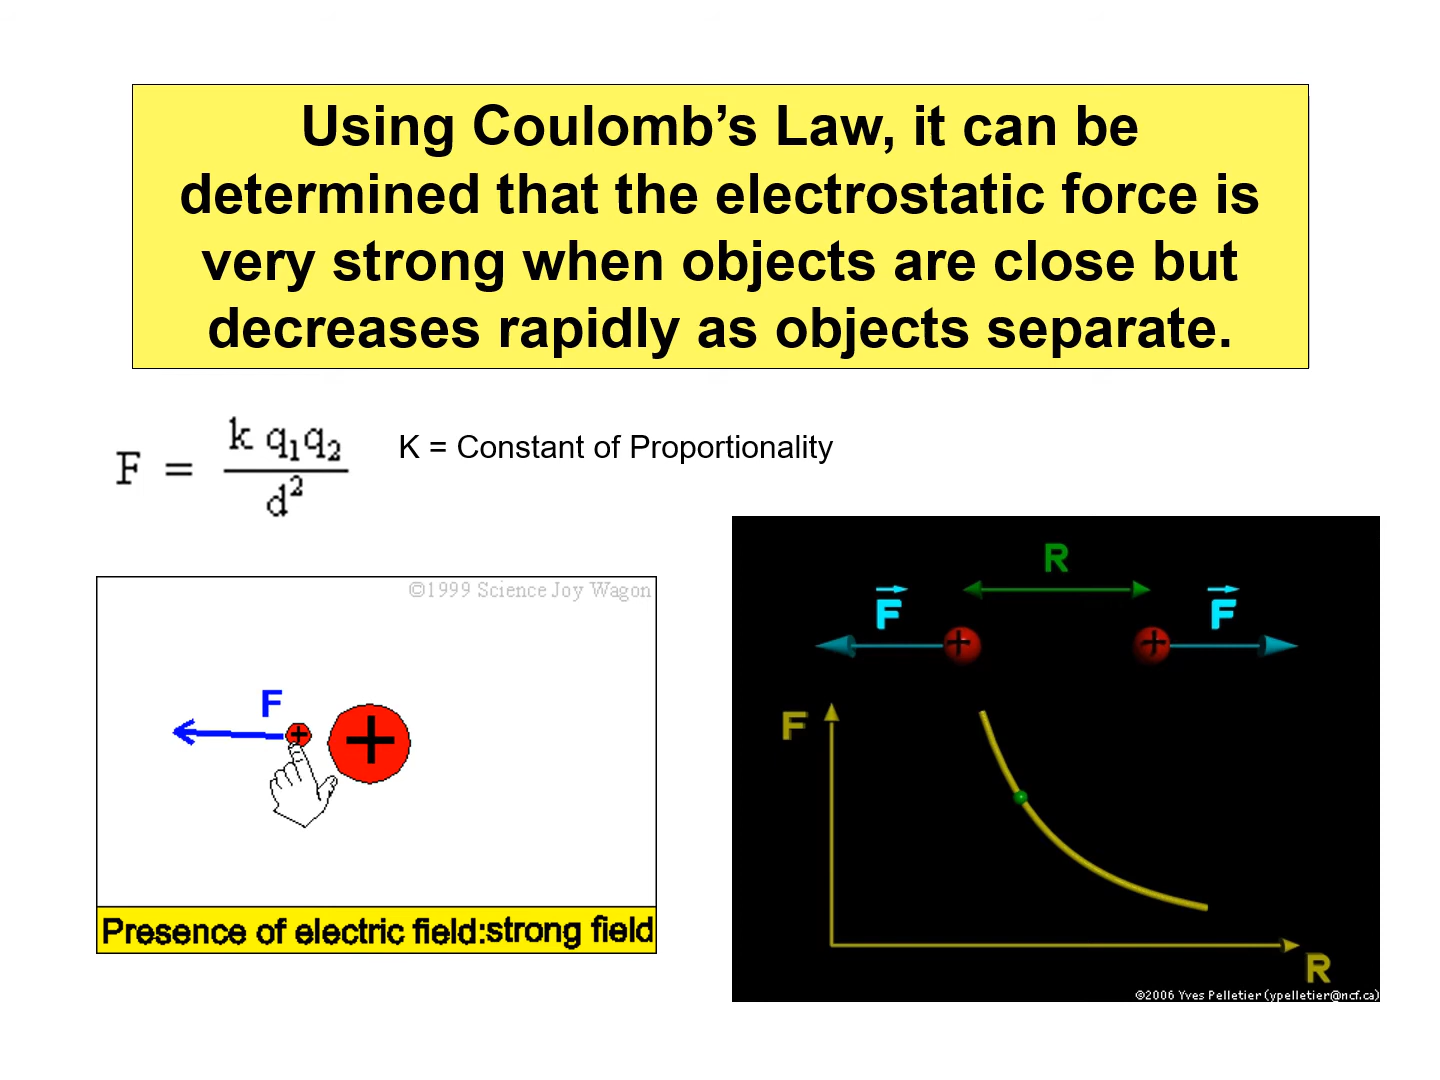 Using Coulomb’s Law, it can be
determined that the electrostatic force is
very strong when objects are close but
decreases rapidly as objects separate.
F = k q₁q₂ / d²
K = Constant of Proportionality
©1999 Science Joy Wagon
F
+ +
Presence of electric field:strong field
R
F F
+ +
F
R
©2006 Yves Pelletier (ypelletier@ncf.ca)